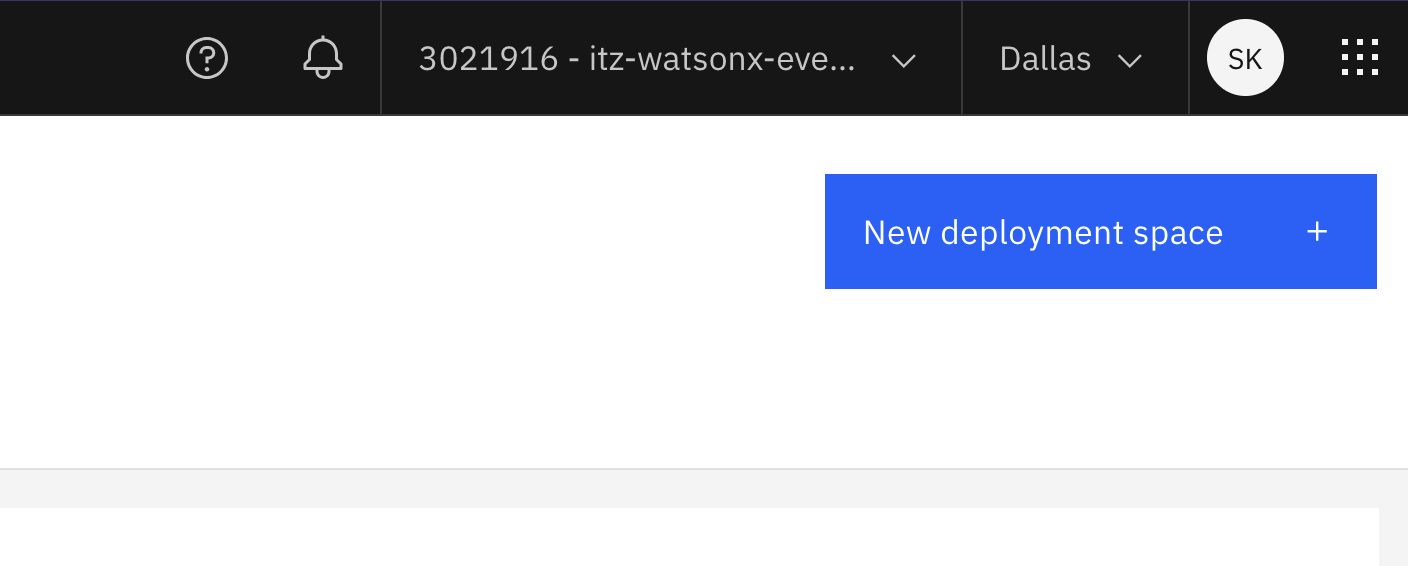 3021916 - itz-watsonx-eve...
Dallas
SK
New deployment space +